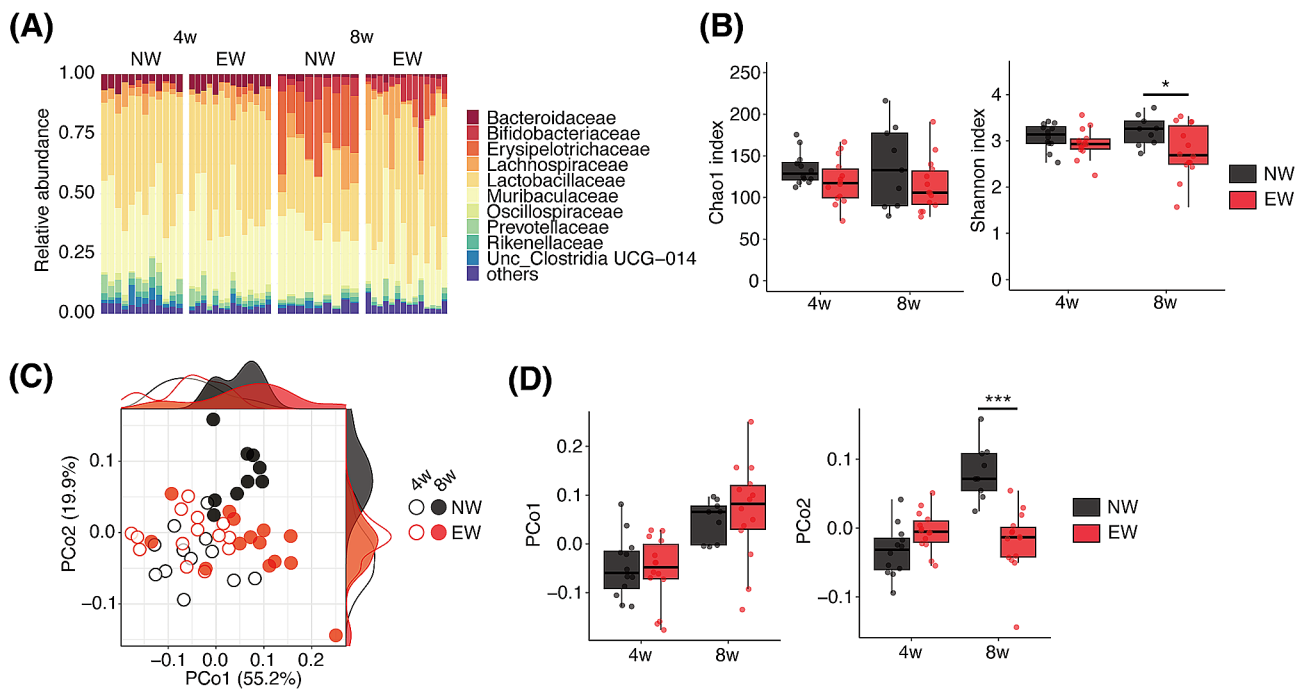 (A)
4w 8w
NW EW NW EW
Relative abundance
1.00
0.75
0.50
0.25
0.00
Bacteroidaceae
Bifidobacteriaceae
Erysipelotrichaceae
Lachnospiraceae
Lactobacillaceae
Muribaculaceae
Oscillospiraceae
Prevotellaceae
Rikenellaceae
Unc_Clostridia UCG−014
others
(B)
Chao1 index
250
200
150
100
50
0
4w 8w
Shannon index
4
3
2
1
0
*
4w 8w
NW
EW
(C)
PCo2 (19.9%)
0.1
0.0
−0.1
−0.1 0.0 0.1 0.2
PCo1 (55.2%)
4w 8w
NW
EW
(D)
PCo1
0.2
0.1
0.0
−0.1
4w 8w
PCo2
0.1
0.0
−0.1
***
4w 8w
NW
EW